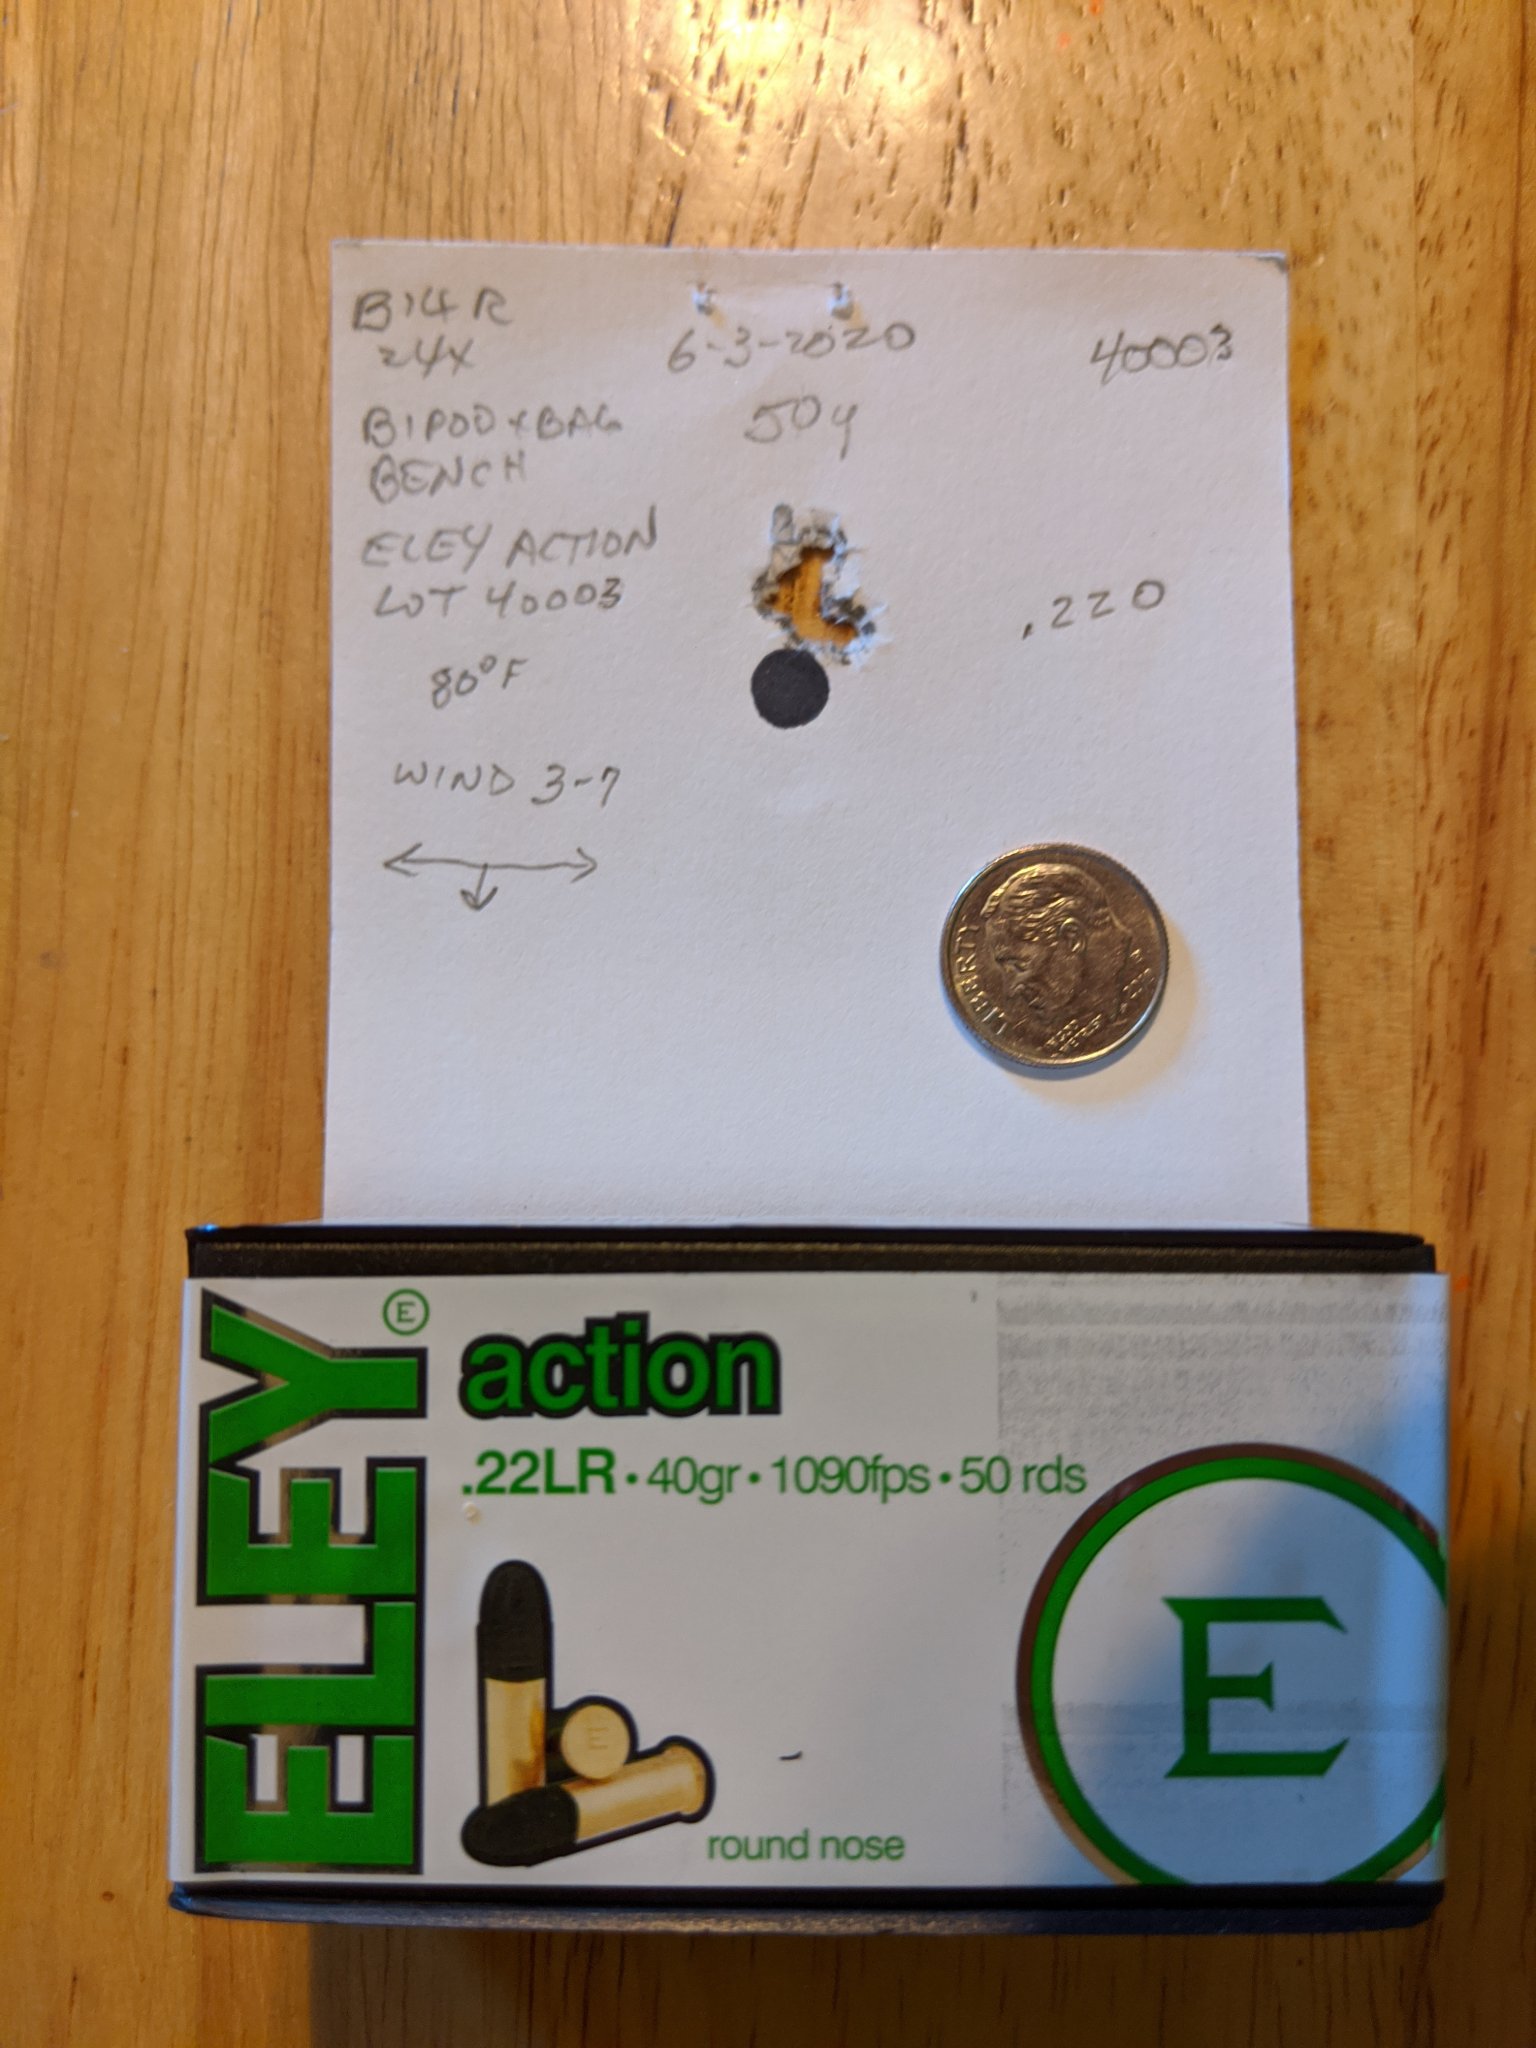 B14R
24X
6-3-2020
40003
BIPOD + BAG
BENCH
50y
ELEY ACTION
LOT 40003
.220
80°F
WIND 3-7
LIBERTY
ELEY
E
action
.22LR • 40gr • 1090fps • 50 rds
E
E
round nose